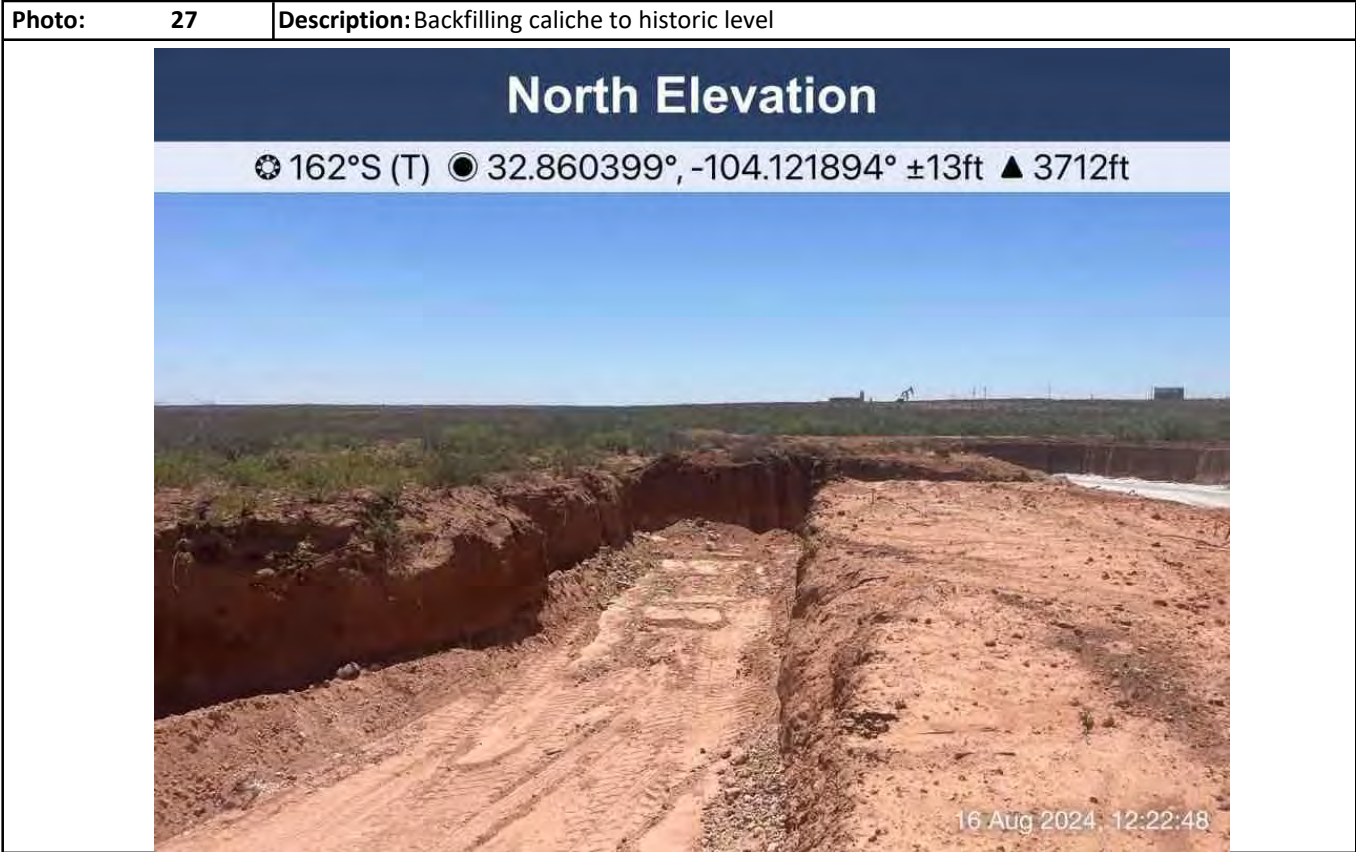 Photo: 27 Description: Backfilling caliche to historic level
North Elevation
162°S (T) 32.860399°, -104.121894° ±13ft ▲ 3712ft
16 Aug 2024, 12:22:48